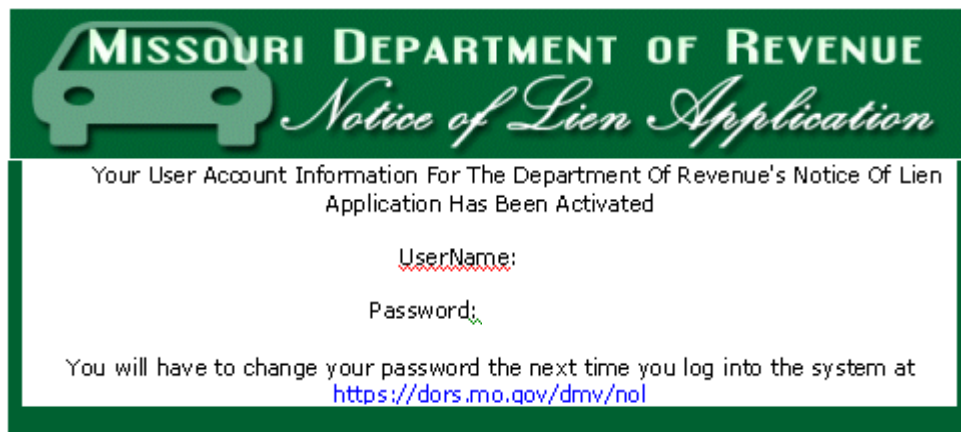 MISSOURI DEPARTMENT OF REVENUE
Notice of Lien Application
Your User Account Information For The Department Of Revenue's Notice Of Lien
Application Has Been Activated
UserName:
Password:
You will have to change your password the next time you log into the system at
https://dors.mo.gov/dmv/nol